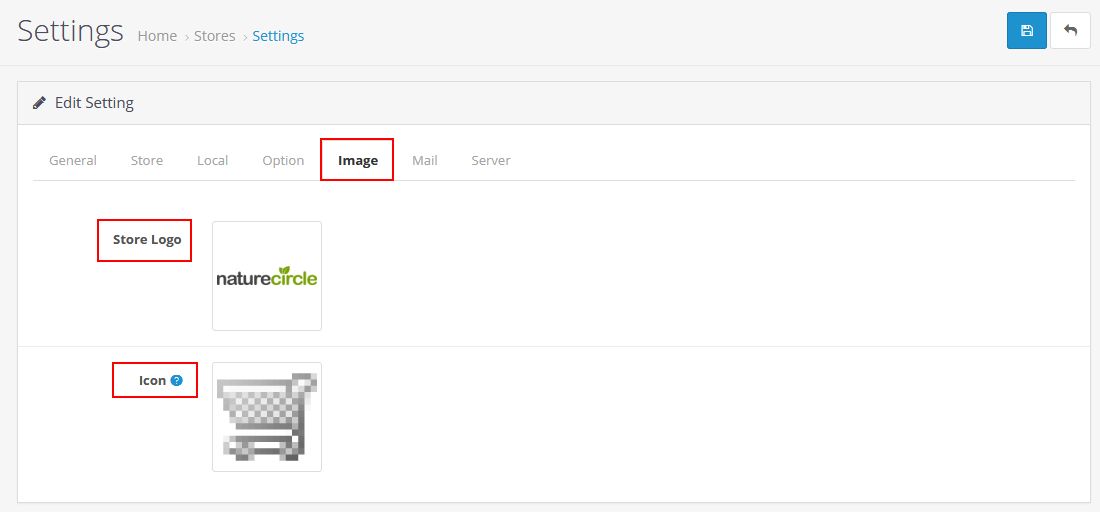 Settings Home › Stores › Settings
Edit Setting
General Store Local Option Image Mail Server
Store Logo
naturecircle
Icon ?